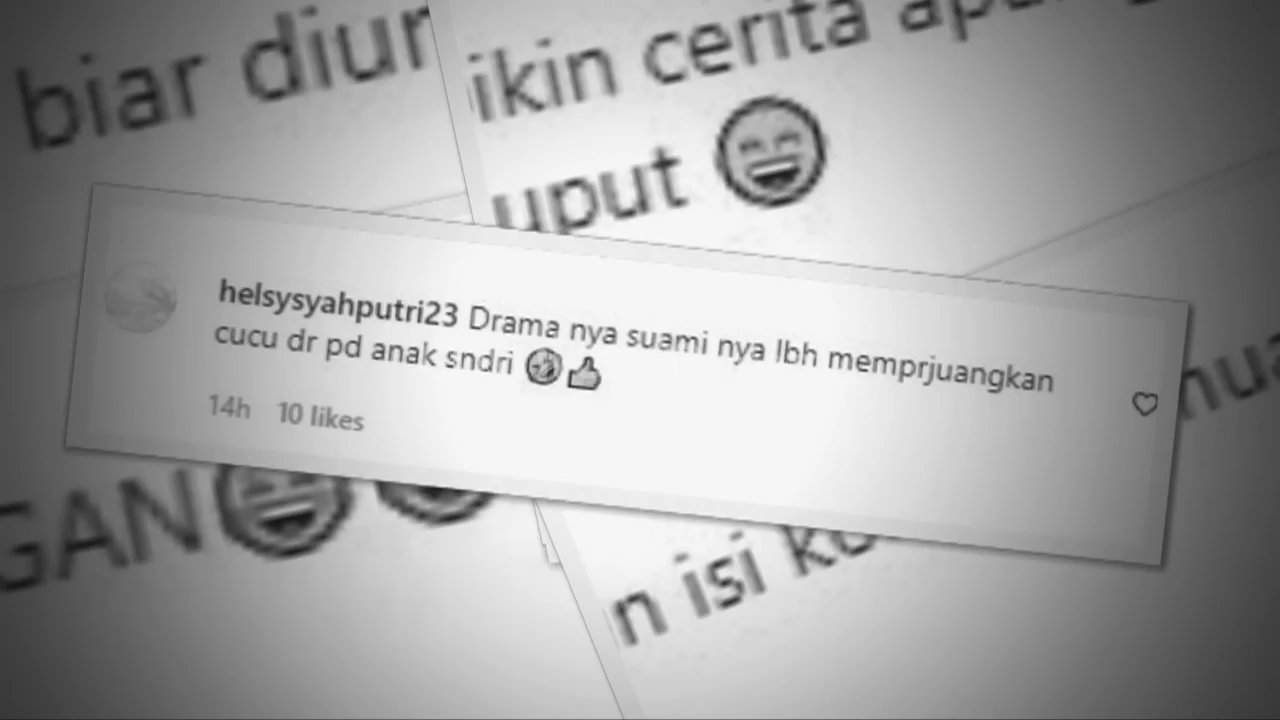 biar diur
ikin cerita
uput 😄
helsysyahputri23 Drama nya suami nya lbh memprjuangkan
cucu dr pd anak sndri 🤣👍
14h 10 likes
GAN😄
n isi